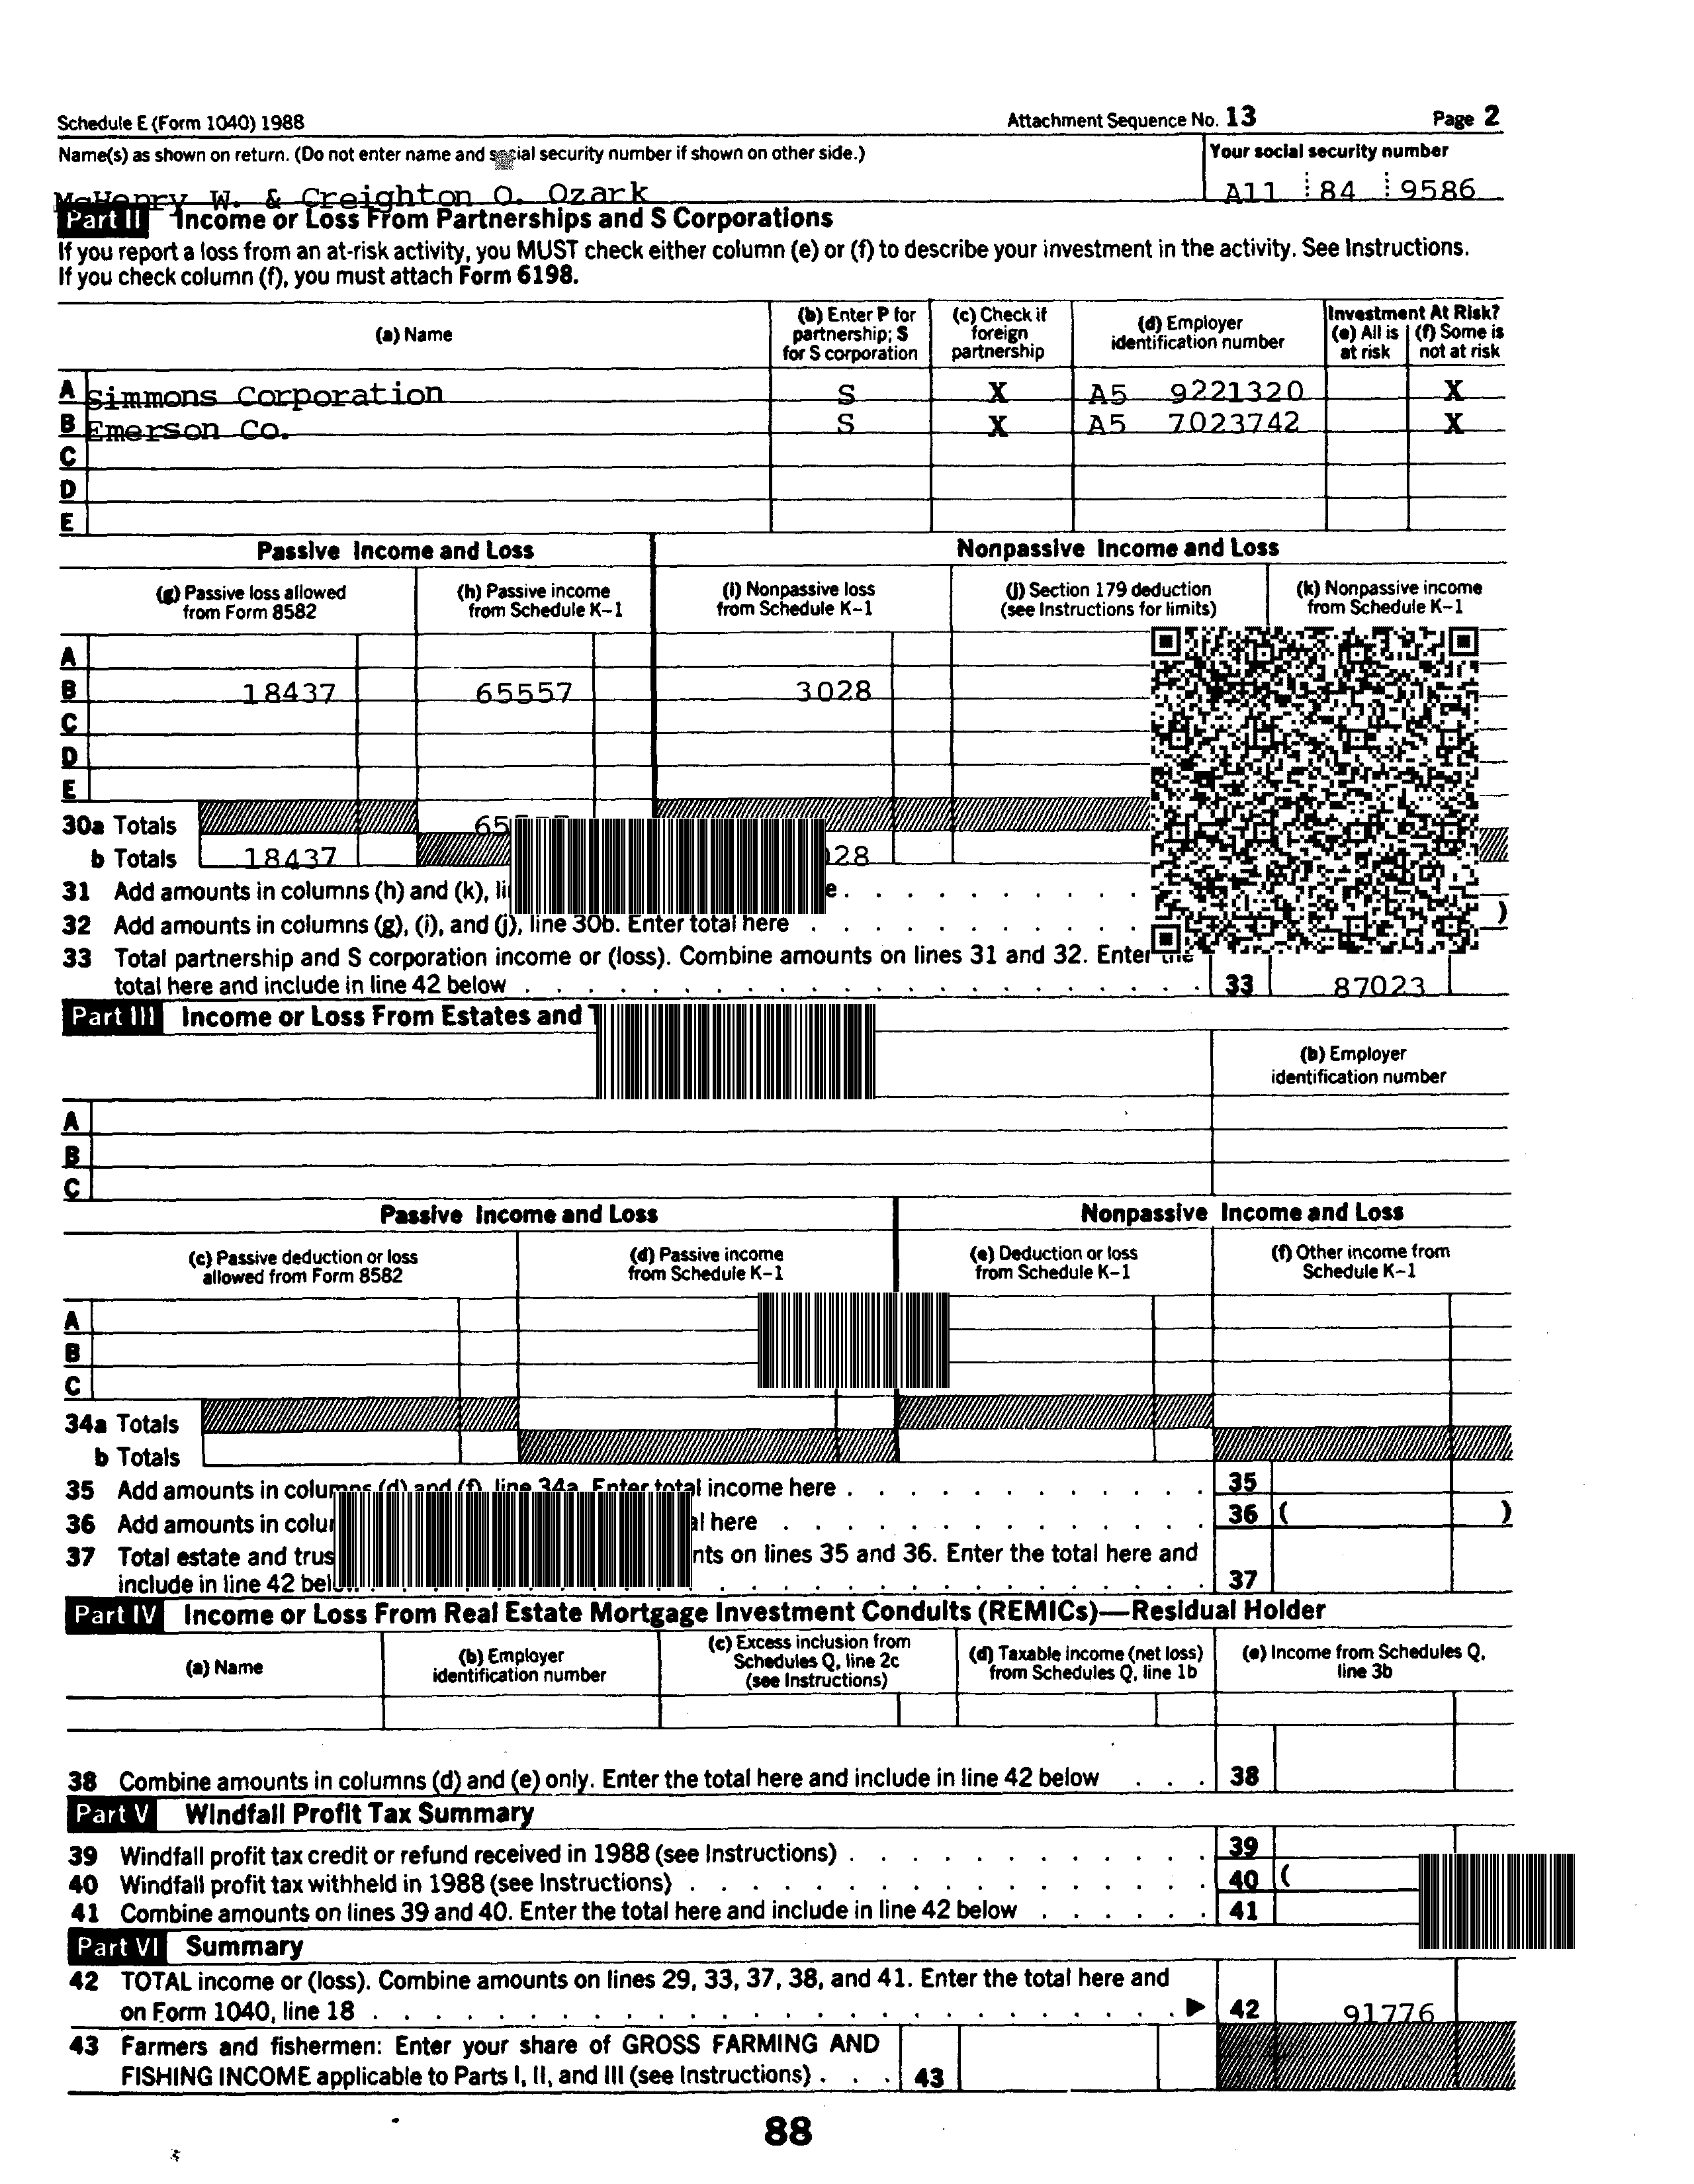 Schedule E (Form 1040) 1988 Attachment Sequence No. 13 Page 2
Name(s) as shown on return. (Do not enter name and social security number if shown on other side.) Your social security number
McHenry W. & Creighton O. Ozark A11 84 9586
Part II Income or Loss From Partnerships and S Corporations
If you report a loss from an at-risk activity, you MUST check either column (e) or (f) to describe your investment in the activity. See Instructions.
If you check column (f), you must attach Form 6198.
(a) Name (b) Enter P for partnership; S for S corporation (c) Check if foreign partnership (d) Employer identification number Investment At Risk? (e) All is at risk (f) Some is not at risk
A Simmons Corporation S X A5 9221320 X
B Emerson Co. S X A5 7023742 X
C
D
E
Passive Income and Loss Nonpassive Income and Loss
(g) Passive loss allowed from Form 8582 (h) Passive income from Schedule K-1 (i) Nonpassive loss from Schedule K-1 (j) Section 179 deduction (see Instructions for limits) (k) Nonpassive income from Schedule K-1
A
B 18437 65557 3028
C
D
E
30a Totals
b Totals 18437
31 Add amounts in columns (h) and (k),
32 Add amounts in columns (g), (i), and (j), line 30b. Enter total here )
33 Total partnership and S corporation income or (loss). Combine amounts on lines 31 and 32. Enter the
total here and include in line 42 below 33 87023
Part III Income or Loss From Estates and
(b) Employer
identification number
A
B
C
Passive Income and Loss Nonpassive Income and Loss
(c) Passive deduction or loss allowed from Form 8582 (d) Passive income from Schedule K-1 (e) Deduction or loss from Schedule K-1 (f) Other income from Schedule K-1
A
B
C
34a Totals
b Totals
35 Add amounts in columns (d) and (f), line 34a. Enter total income here 35
36 Add amounts in here 36 ( )
37 Total estate and on lines 35 and 36. Enter the total here and
include in line 42 below 37
Part IV Income or Loss From Real Estate Mortgage Investment Conduits (REMICs)—Residual Holder
(a) Name (b) Employer identification number (c) Excess inclusion from Schedules Q, line 2c (see Instructions) (d) Taxable income (net loss) from Schedules Q, line 1b (e) Income from Schedules Q, line 3b
38 Combine amounts in columns (d) and (e) only. Enter the total here and include in line 42 below 38
Part V Windfall Profit Tax Summary
39 Windfall profit tax credit or refund received in 1988 (see Instructions) 39
40 Windfall profit tax withheld in 1988 (see Instructions) 40 (
41 Combine amounts on lines 39 and 40. Enter the total here and include in line 42 below 41
Part VI Summary
42 TOTAL income or (loss). Combine amounts on lines 29, 33, 37, 38, and 41. Enter the total here and
on Form 1040, line 18 ▶ 42 91776
43 Farmers and fishermen: Enter your share of GROSS FARMING AND
FISHING INCOME applicable to Parts I, II, and III (see Instructions) 43
88